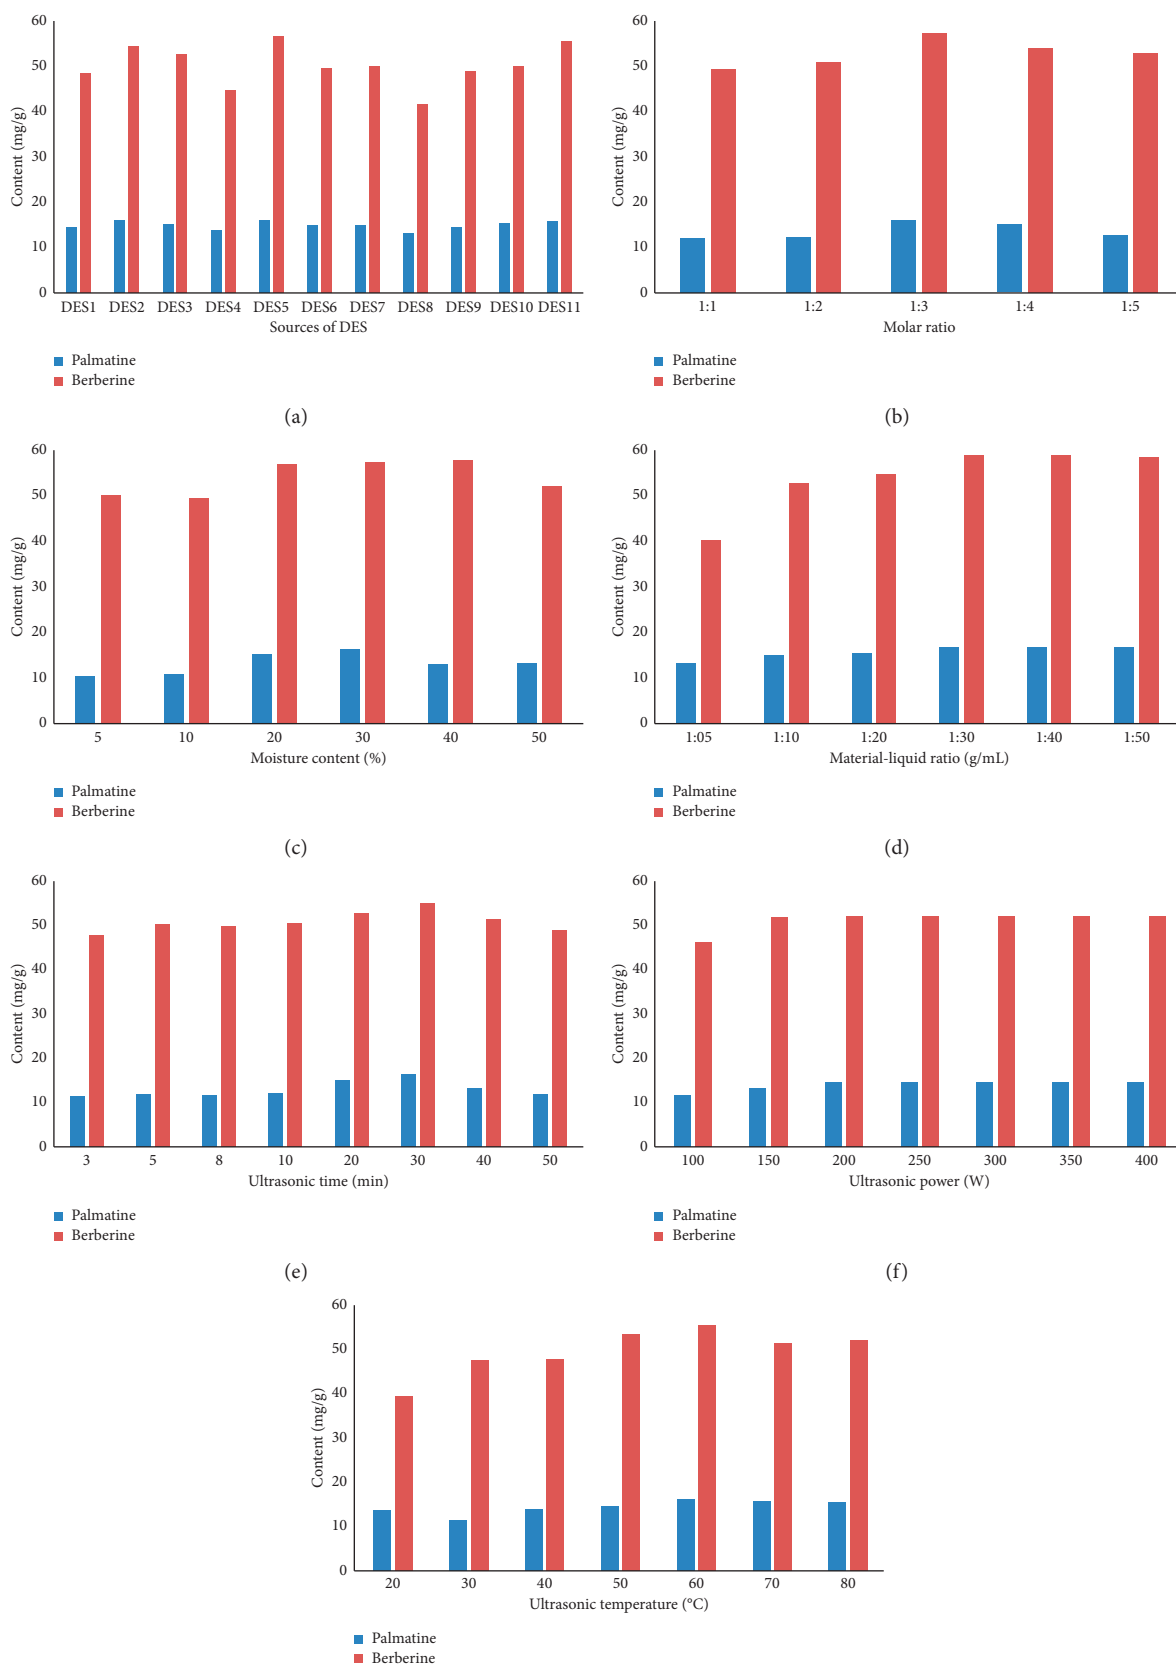 60
50
40
30
20
10
0
Content (mg/g)
DES1 DES2 DES3 DES4 DES5 DES6 DES7 DES8 DES9 DES10 DES11
Sources of DES
Palmatine
Berberine
(a)
60
50
40
30
20
10
0
Content (mg/g)
1:1 1:2 1:3 1:4 1:5
Molar ratio
Palmatine
Berberine
(b)
60
50
40
30
20
10
0
Content (mg/g)
5 10 20 30 40 50
Moisture content (%)
Palmatine
Berberine
(c)
60
50
40
30
20
10
0
Content (mg/g)
1:05 1:10 1:20 1:30 1:40 1:50
Material-liquid ratio (g/mL)
Palmatine
Berberine
(d)
60
50
40
30
20
10
0
Content (mg/g)
3 5 8 10 20 30 40 50
Ultrasonic time (min)
Palmatine
Berberine
(e)
60
50
40
30
20
10
0
Content (mg/g)
100 150 200 250 300 350 400
Ultrasonic power (W)
Palmatine
Berberine
(f)
60
50
40
30
20
10
0
Content (mg/g)
20 30 40 50 60 70 80
Ultrasonic temperature (°C)
Palmatine
Berberine